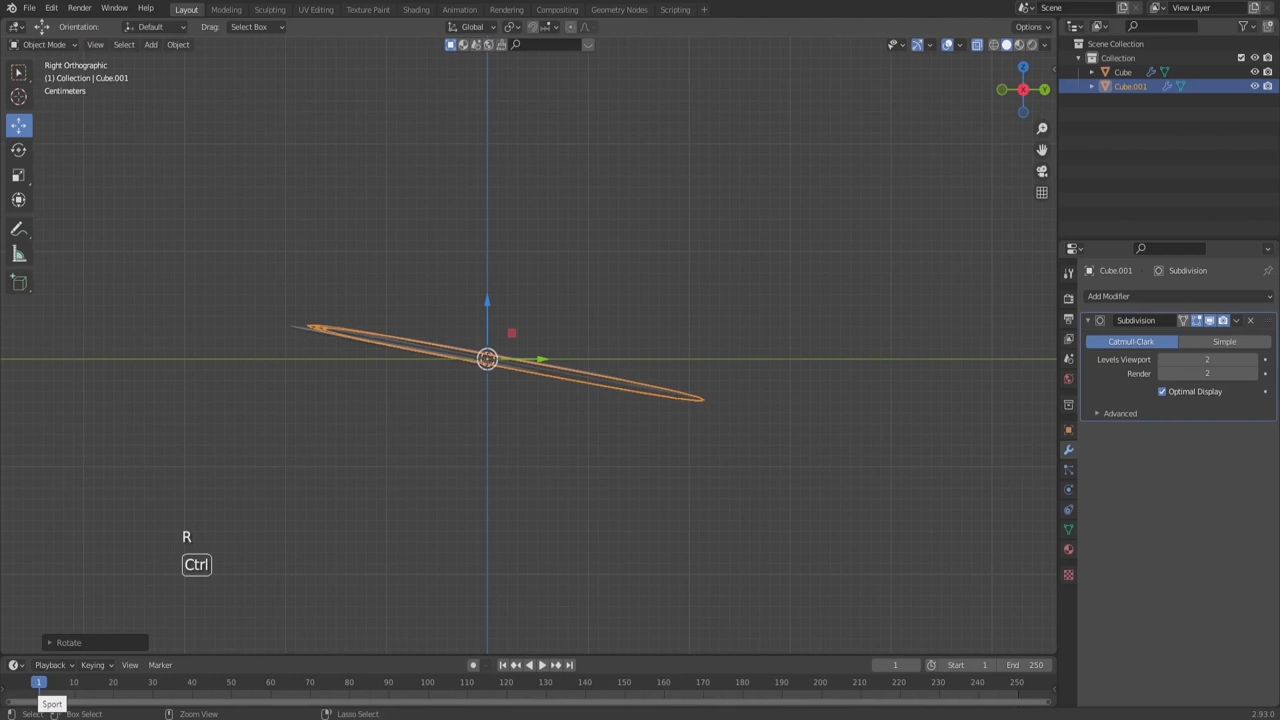 File Edit Render Window Help Layout Modeling Sculpting UV Editing Texture Paint Shading Animation Rendering Compositing Geometry Nodes Scripting + Scene View Layer
Orientation: Default Drag: Select Box Global Options
Object Mode View Select Add Object
Right Orthographic
(1) Collection | Cube.001
Centimeters
Z
X
Y
Scene Collection
Collection
Cube
Cube.001
Cube.001 Subdivision
Add Modifier
Subdivision
Catmull-Clark Simple
Levels Viewport 2
Render 2
Optimal Display
Advanced
R
Ctrl
Rotate
Playback Keying View Marker 1 Start 1 End 250
1 10 20 30 40 50 60 70 80 90 100 110 120 130 140 150 160 170 180 190 200 210 220 230 240 250
Sport
Select Box Select Zoom View Lasso Select 2.93.0